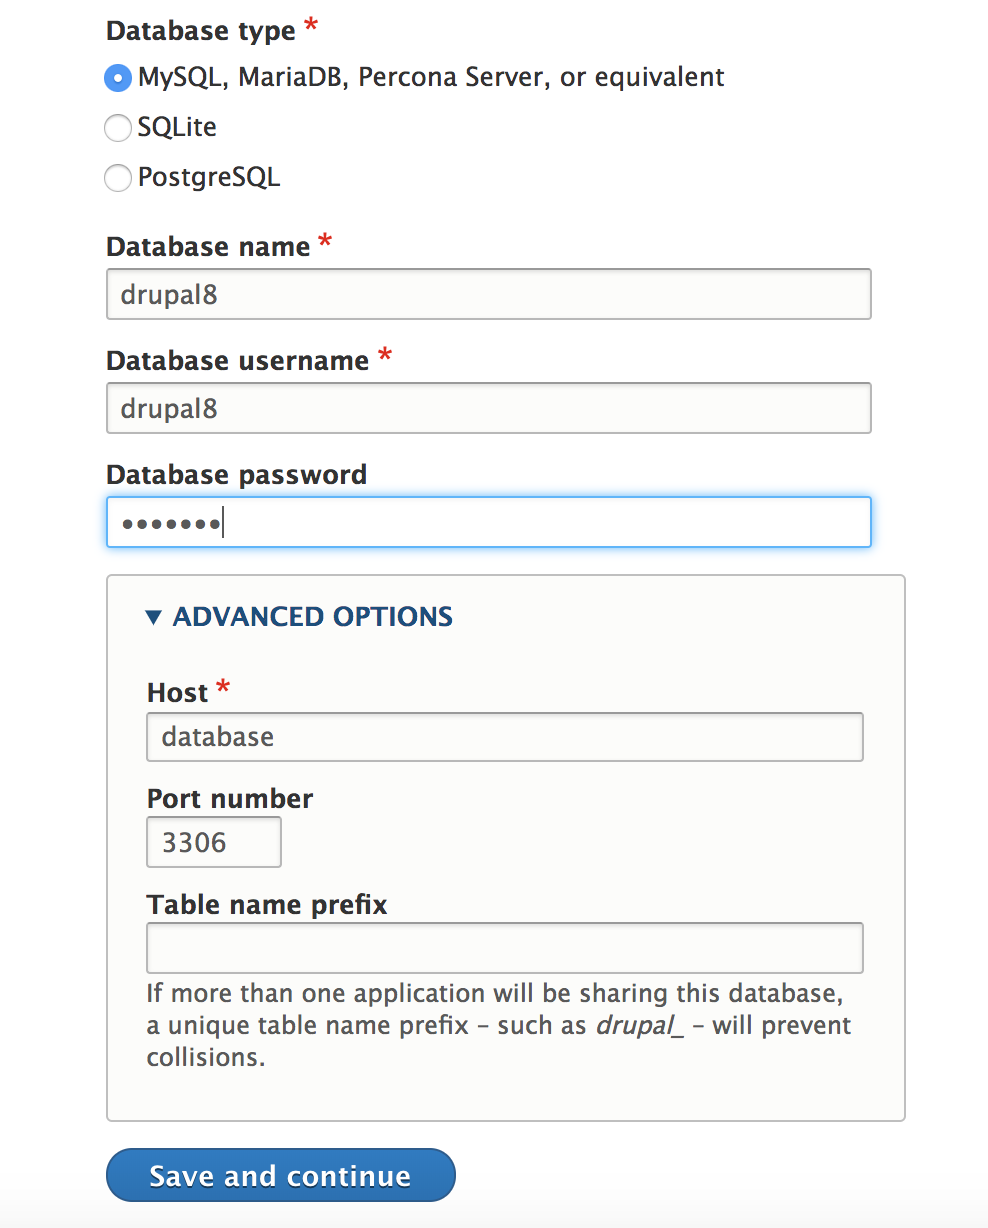 Database type *
MySQL, MariaDB, Percona Server, or equivalent
SQLite
PostgreSQL
Database name *
drupal8
Database username *
drupal8
Database password
•••••••
▼ ADVANCED OPTIONS
Host *
database
Port number
3306
Table name prefix
If more than one application will be sharing this database,
a unique table name prefix – such as drupal_ – will prevent
collisions.
Save and continue